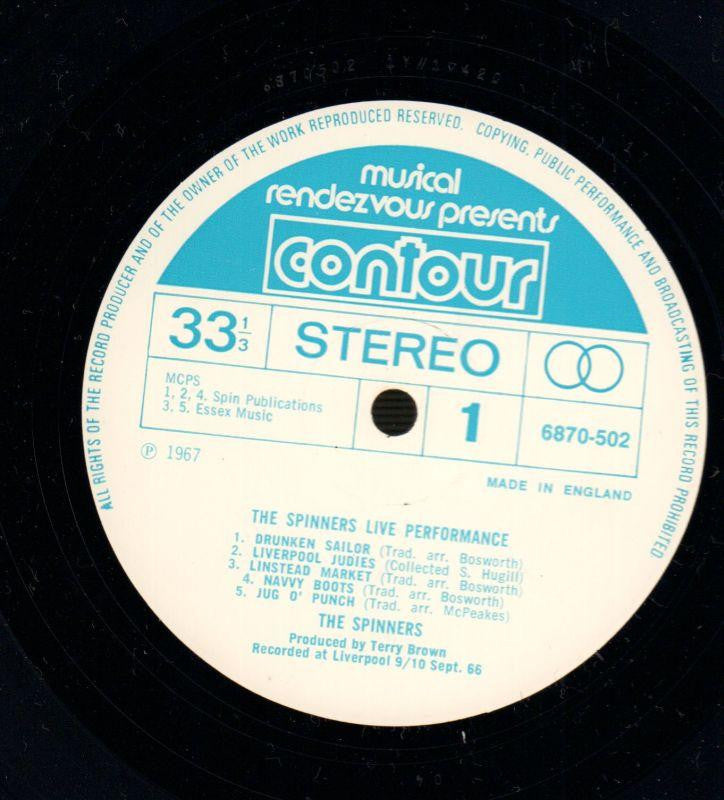 ALL RIGHTS OF THE RECORD PRODUCER AND OF THE OWNER OF THE WORK REPRODUCED RESERVED. COPYING, PUBLIC PERFORMANCE AND BROADCASTING OF THIS RECORD PROHIBITED
musical
rendezvous presents
contour
33 1/3
STEREO
MCPS
1, 2, 4. Spin Publications
3. 5. Essex Music
1
6870-502
℗ 1967
MADE IN ENGLAND
THE SPINNERS LIVE PERFORMANCE
1. DRUNKEN SAILOR (Trad. arr. Bosworth)
2. LIVERPOOL JUDIES (Collected S. Hugill)
3. LINSTEAD MARKET (Trad. arr. Bosworth)
4. NAVVY BOOTS (Trad. arr. Bosworth)
5. JUG O' PUNCH (Trad. arr. McPeakes)
THE SPINNERS
Produced by Terry Brown
Recorded at Liverpool 9/10 Sept. 66